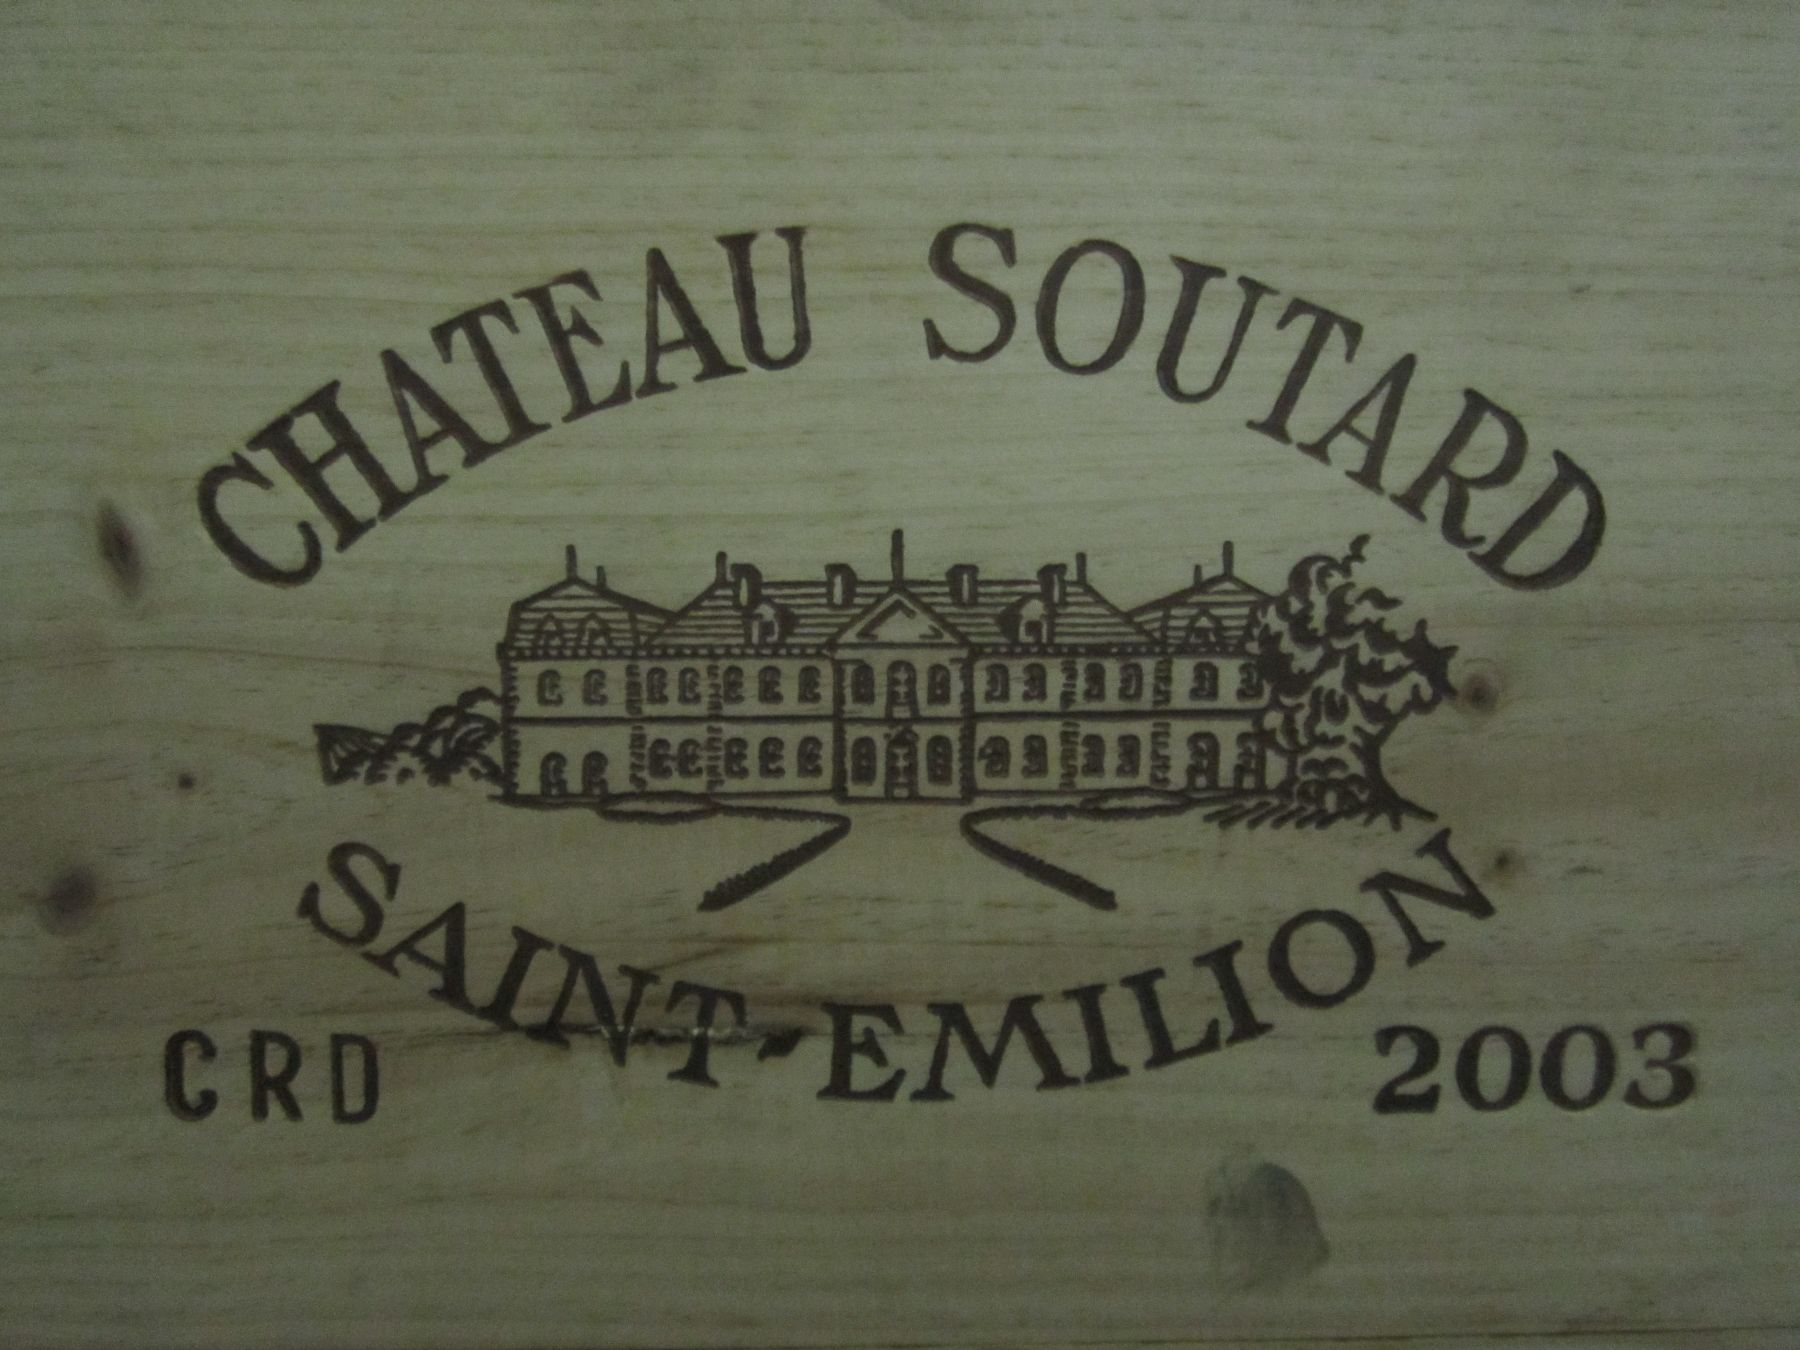 CHATEAU SOUTARD
SAINT-EMILION
CRD
2003